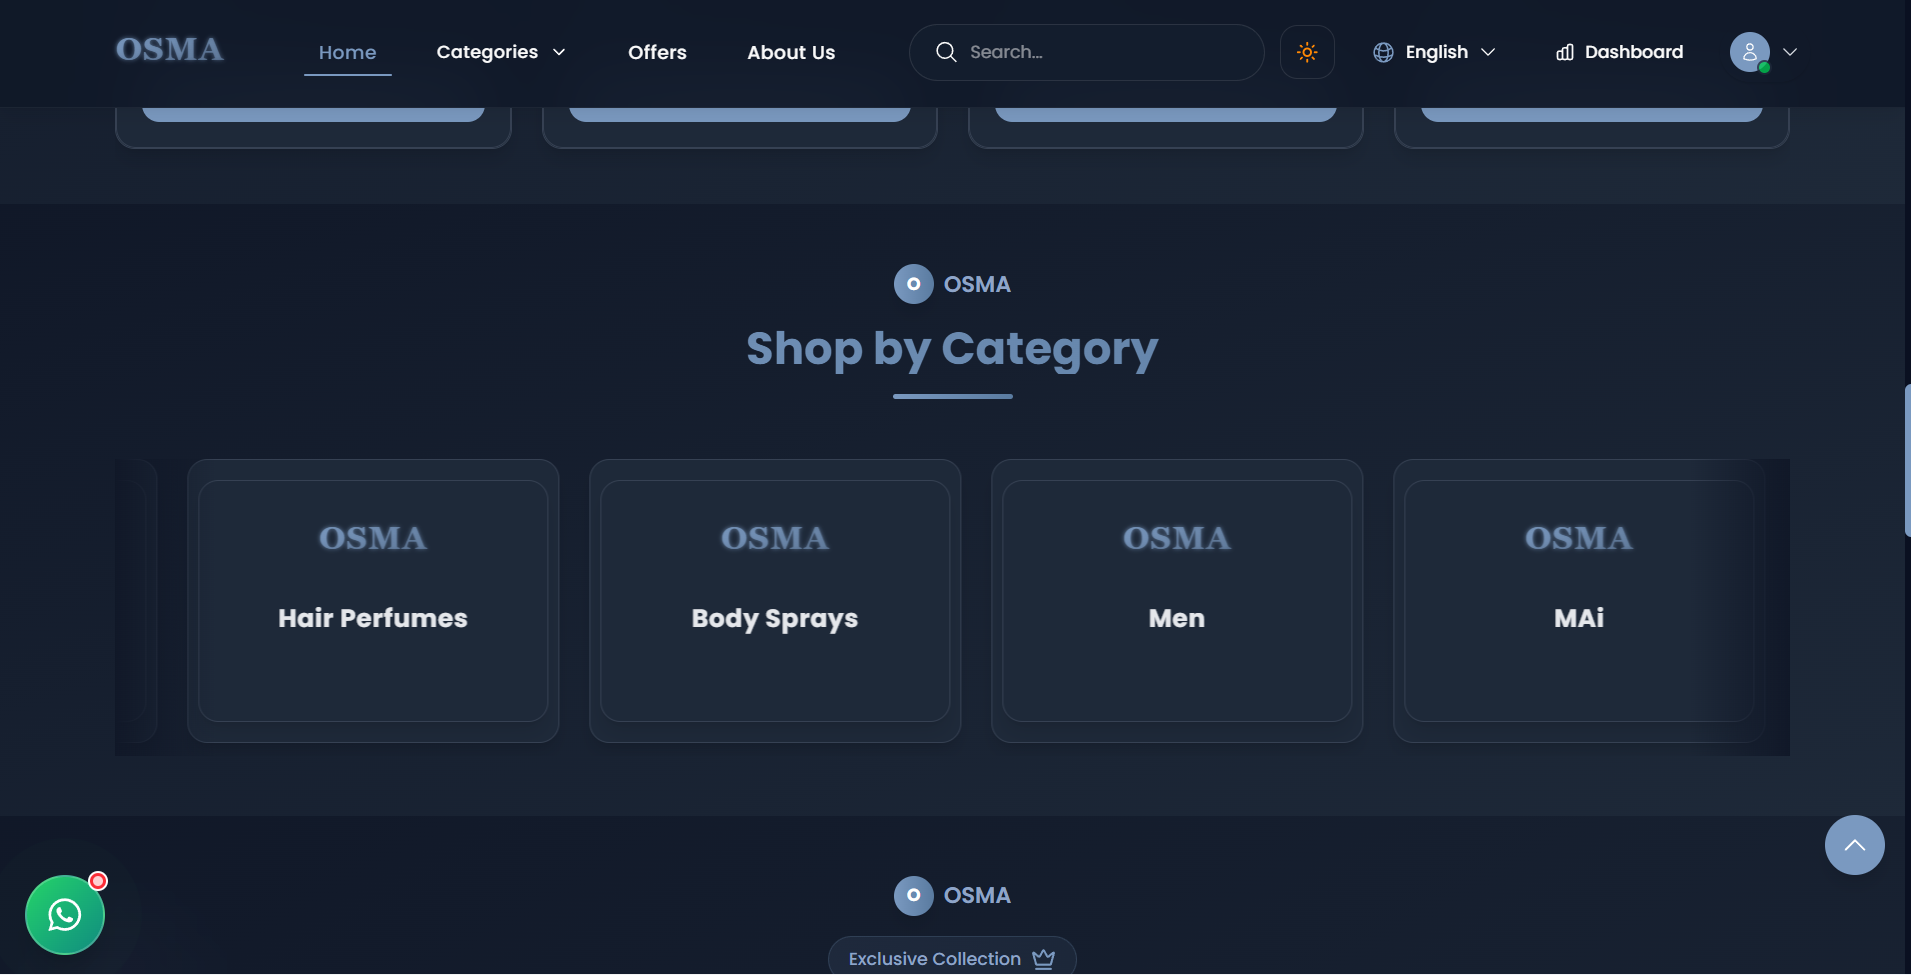 OSMA
Home
Categories
Offers
About Us
Search...
English
Dashboard
O OSMA
Shop by Category
OSMA
Hair Perfumes
OSMA
Body Sprays
OSMA
Men
OSMA
MAi
O OSMA
Exclusive Collection